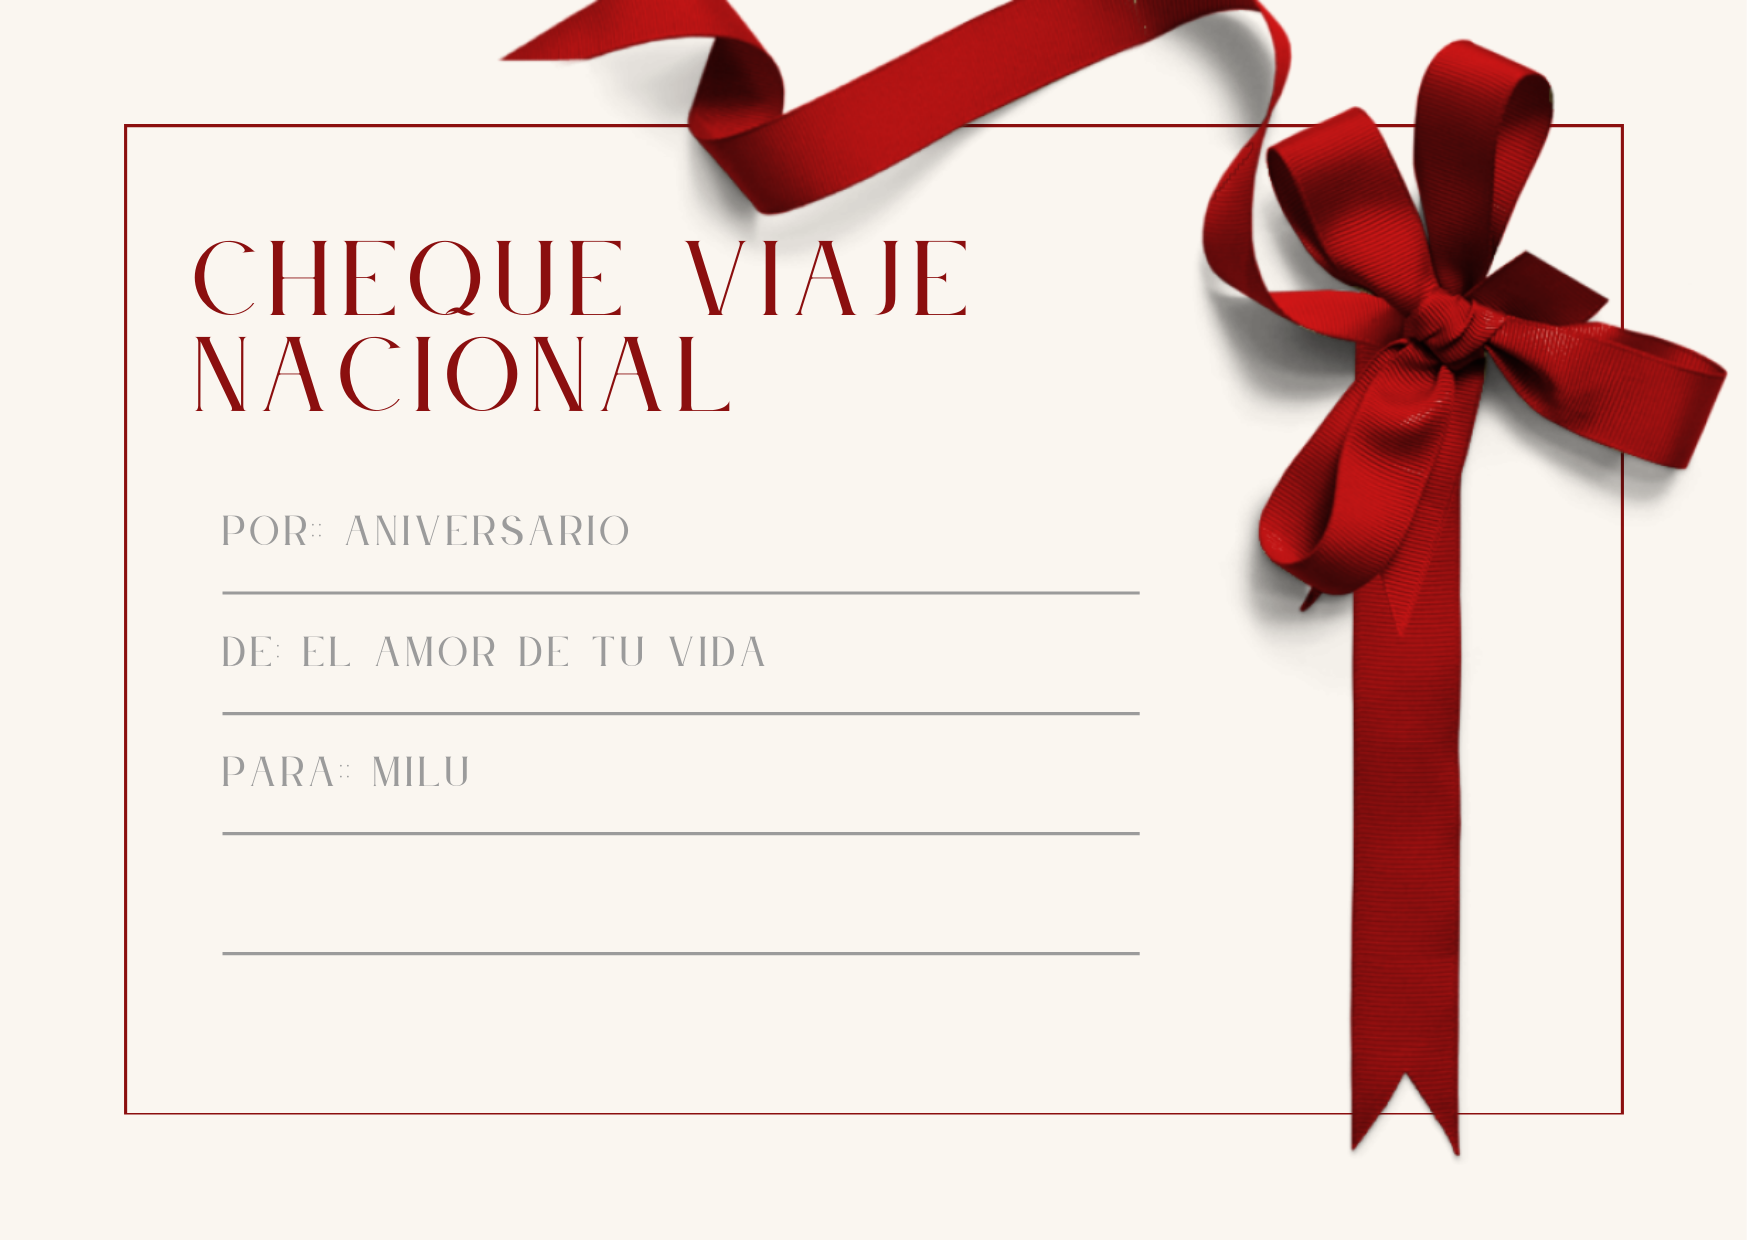 CHEQUE VIAJE
NACIONAL
POR:: ANIVERSARIO
DE: EL AMOR DE TU VIDA
PARA:: MILU